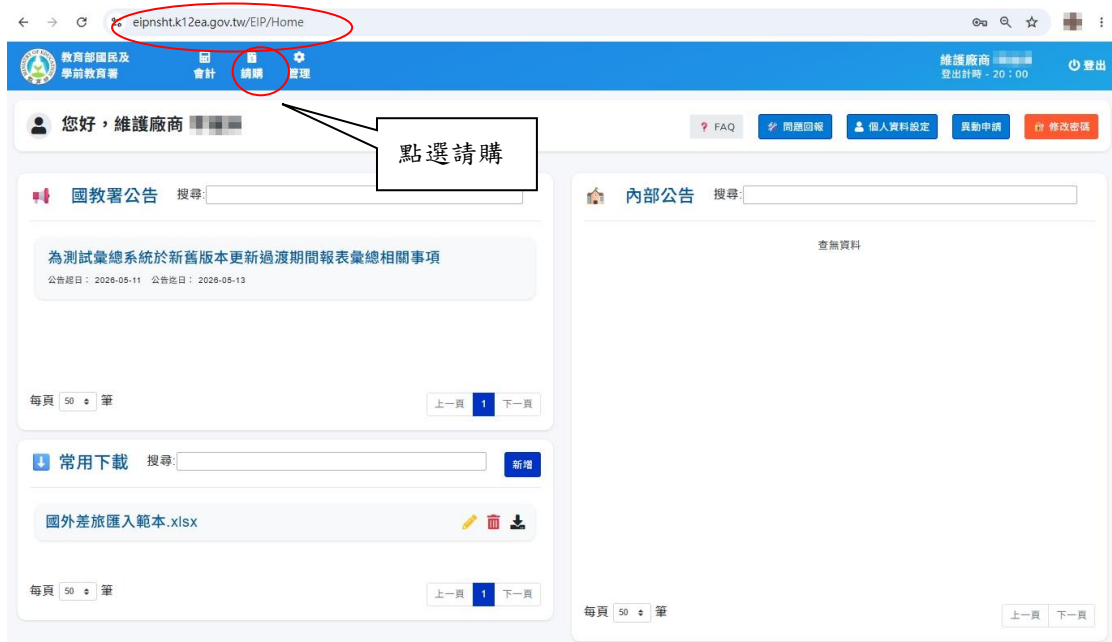 eipnsht.k12ea.gov.tw/EIP/Home
教育部國民及
學前教育署
會計
請購
管理
維護廠商
登出計時 - 20：00
登出
您好，維護廠商
FAQ
問題回報
個人資料設定
異動申請
修改密碼
點選請購
國教署公告
搜尋:
內部公告
搜尋:
為測試彙總系統於新舊版本更新過渡期間報表彙總相關事項
公告起日： 2026-05-11 公告迄日： 2026-05-13
查無資料
每頁 50 筆
上一頁 1 下一頁
常用下載
搜尋:
新增
國外差旅匯入範本.xlsx
每頁 50 筆
上一頁 1 下一頁
每頁 50 筆
上一頁 下一頁